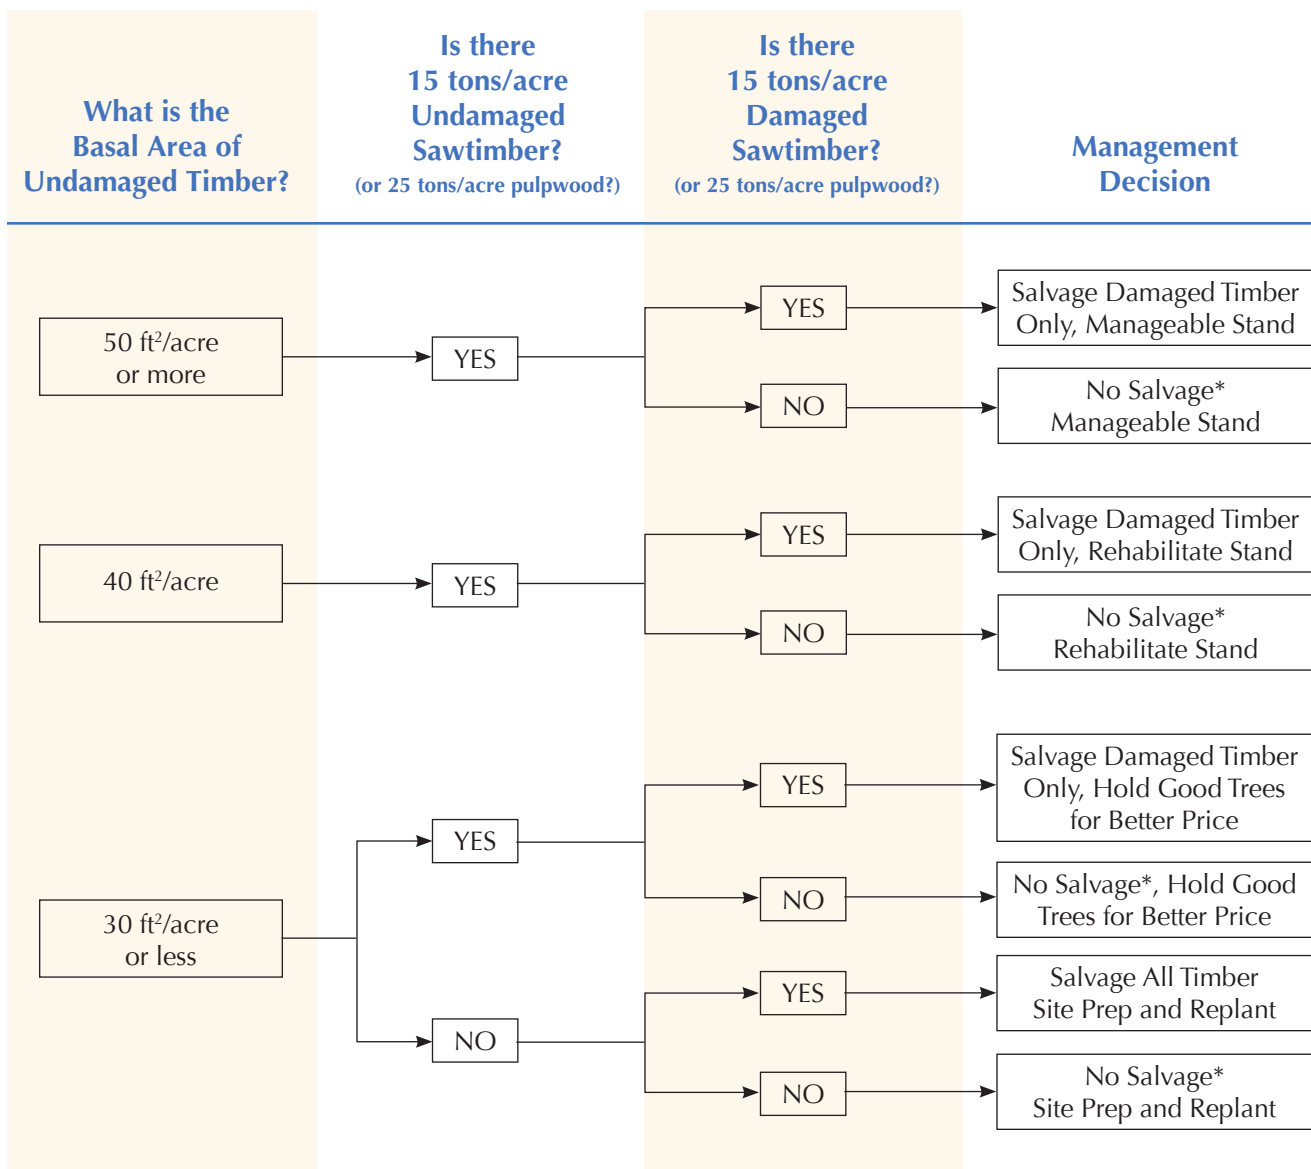 What is the
Basal Area of
Undamaged Timber?
Is there
15 tons/acre
Undamaged
Sawtimber?
(or 25 tons/acre pulpwood?)
Is there
15 tons/acre
Damaged
Sawtimber?
(or 25 tons/acre pulpwood?)
Management
Decision
50 ft²/acre
or more
YES
YES
Salvage Damaged Timber
Only, Manageable Stand
NO
No Salvage*
Manageable Stand
40 ft²/acre
YES
YES
Salvage Damaged Timber
Only, Rehabilitate Stand
NO
No Salvage*
Rehabilitate Stand
30 ft²/acre
or less
YES
YES
Salvage Damaged Timber
Only, Hold Good Trees
for Better Price
NO
No Salvage*, Hold Good
Trees for Better Price
NO
YES
Salvage All Timber
Site Prep and Replant
NO
No Salvage*
Site Prep and Replant